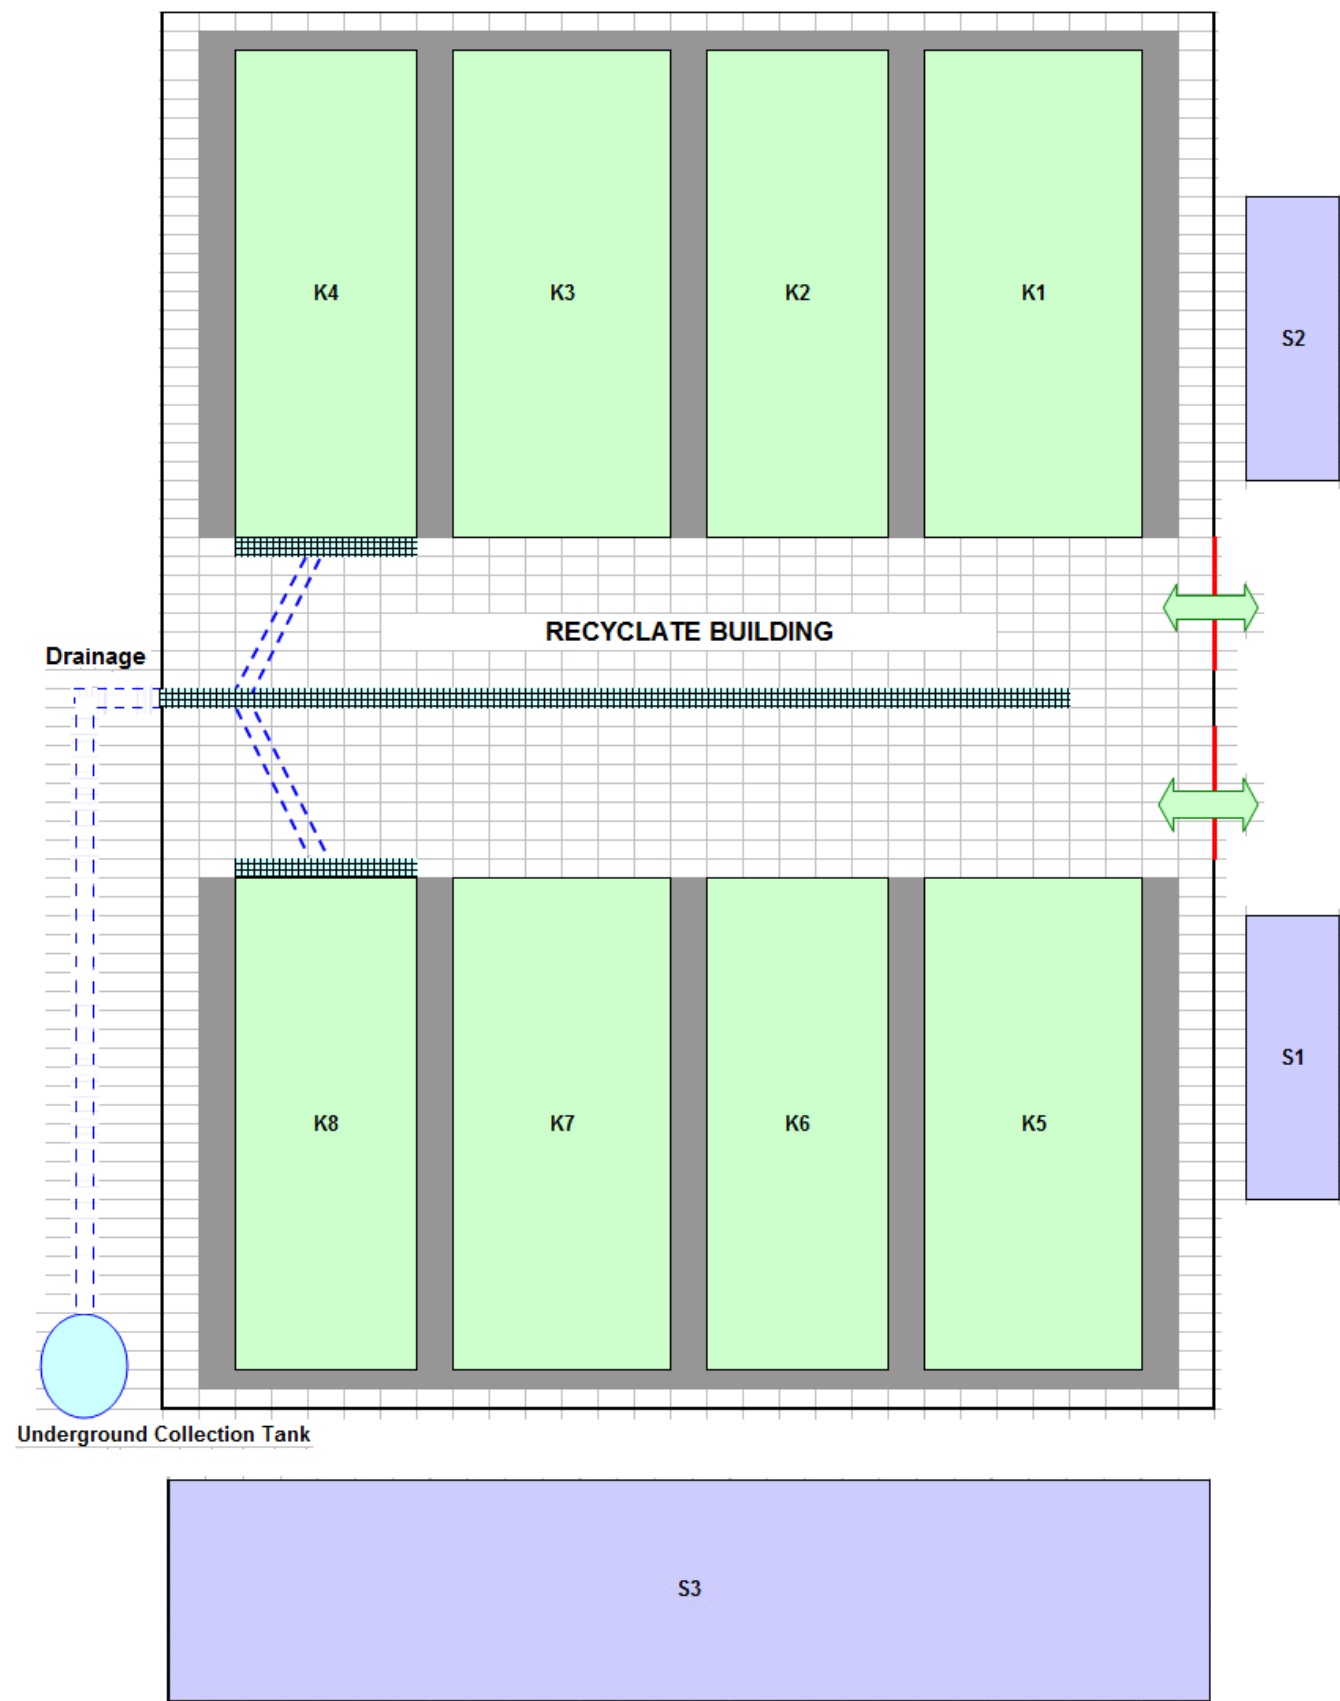 K4
K3
K2
K1
S2
RECYCLATE BUILDING
Drainage
S1
K8
K7
K6
K5
Underground Collection Tank
S3